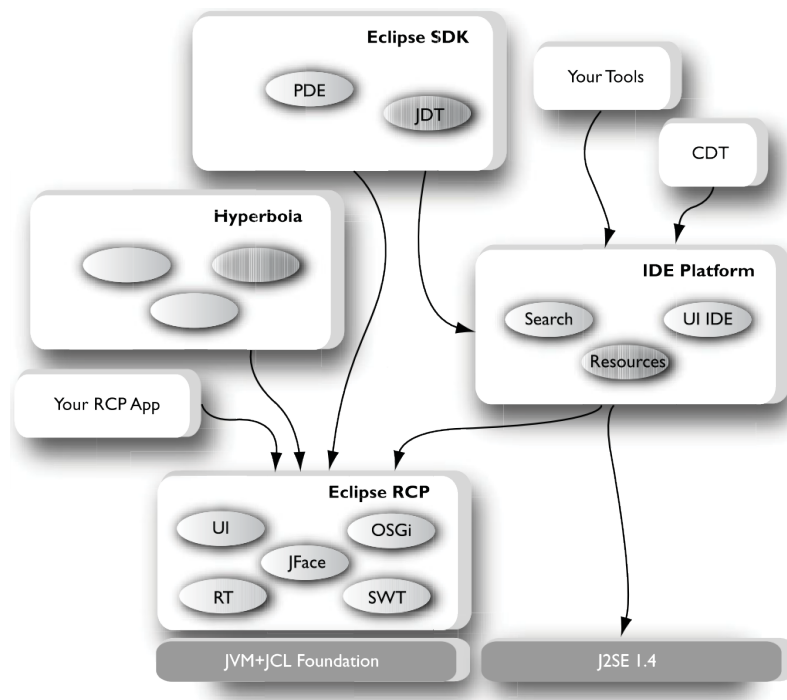 Eclipse SDK
PDE
JDT
Your Tools
CDT
Hyperboia
IDE Platform
Search
UI IDE
Resources
Your RCP App
Eclipse RCP
UI
OSGi
JFace
RT
SWT
JVM+JCL Foundation
J2SE 1.4